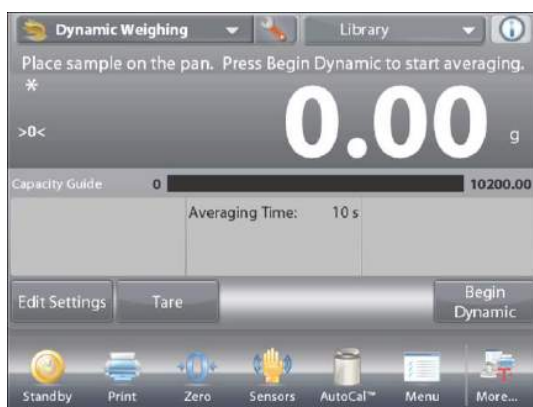 Dynamic Weighing
Library
Place sample on the pan. Press Begin Dynamic to start averaging.
*
>0<
0.00 g
Capacity Guide 0 10200.00
Averaging Time: 10 s
Edit Settings
Tare
Begin
Dynamic
Standby Print Zero Sensors AutoCal™ Menu More...